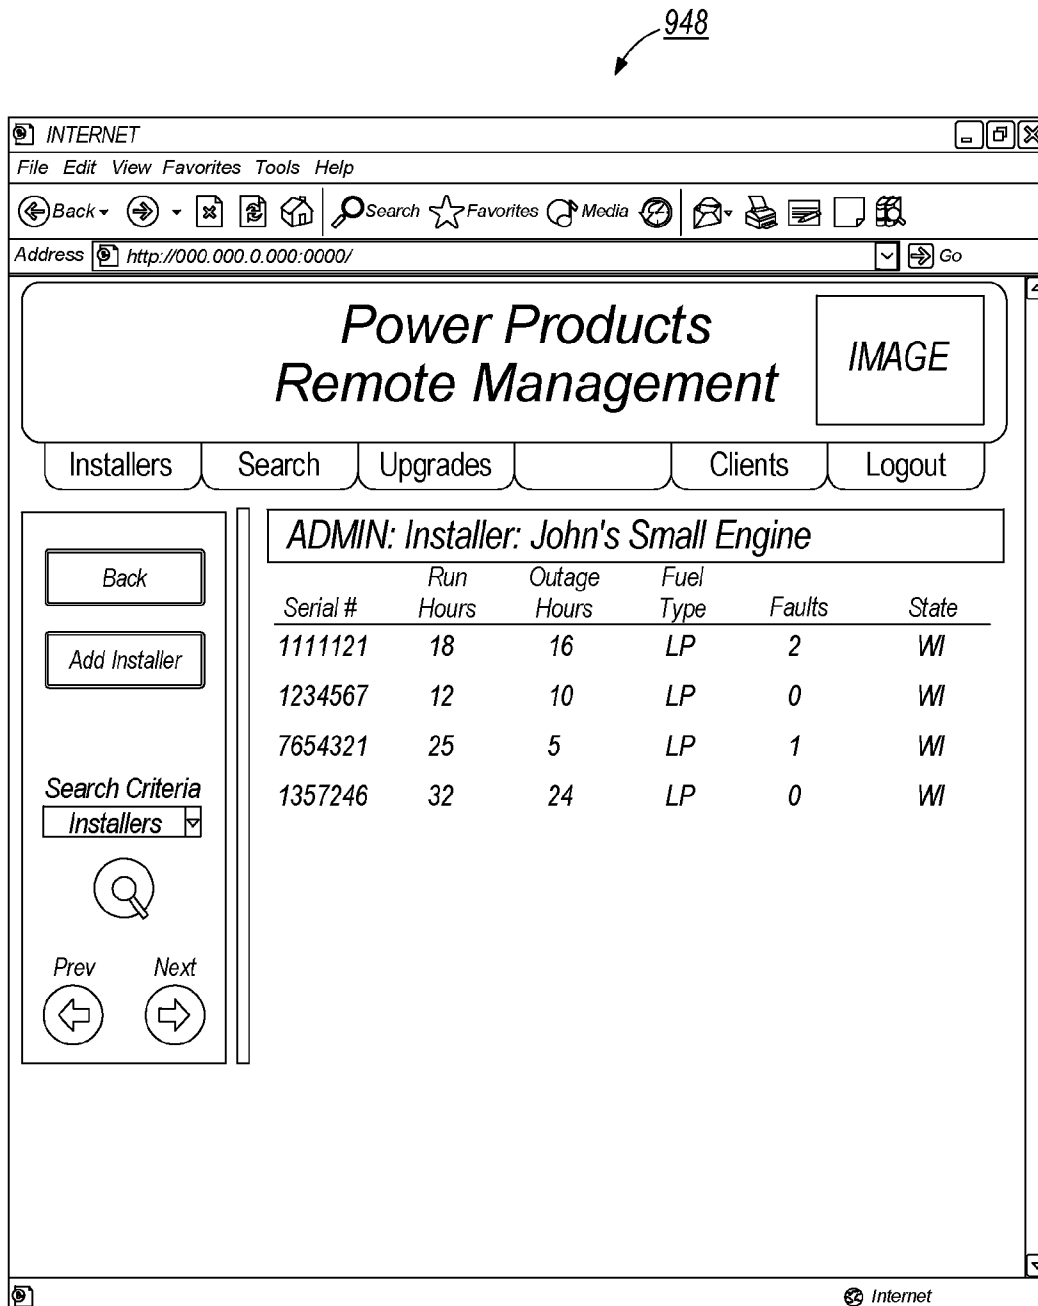 948
INTERNET
File Edit View Favorites Tools Help
Back Search Favorites Media
Address http://000.000.0.000:0000/ Go
Power Products
Remote Management
IMAGE
Installers Search Upgrades Clients Logout
Back
Add Installer
Search Criteria
Installers
Prev Next
ADMIN: Installer: John's Small Engine
Run Outage Fuel
Serial # Hours Hours Type Faults State
1111121 18 16 LP 2 WI
1234567 12 10 LP 0 WI
7654321 25 5 LP 1 WI
1357246 32 24 LP 0 WI
Internet